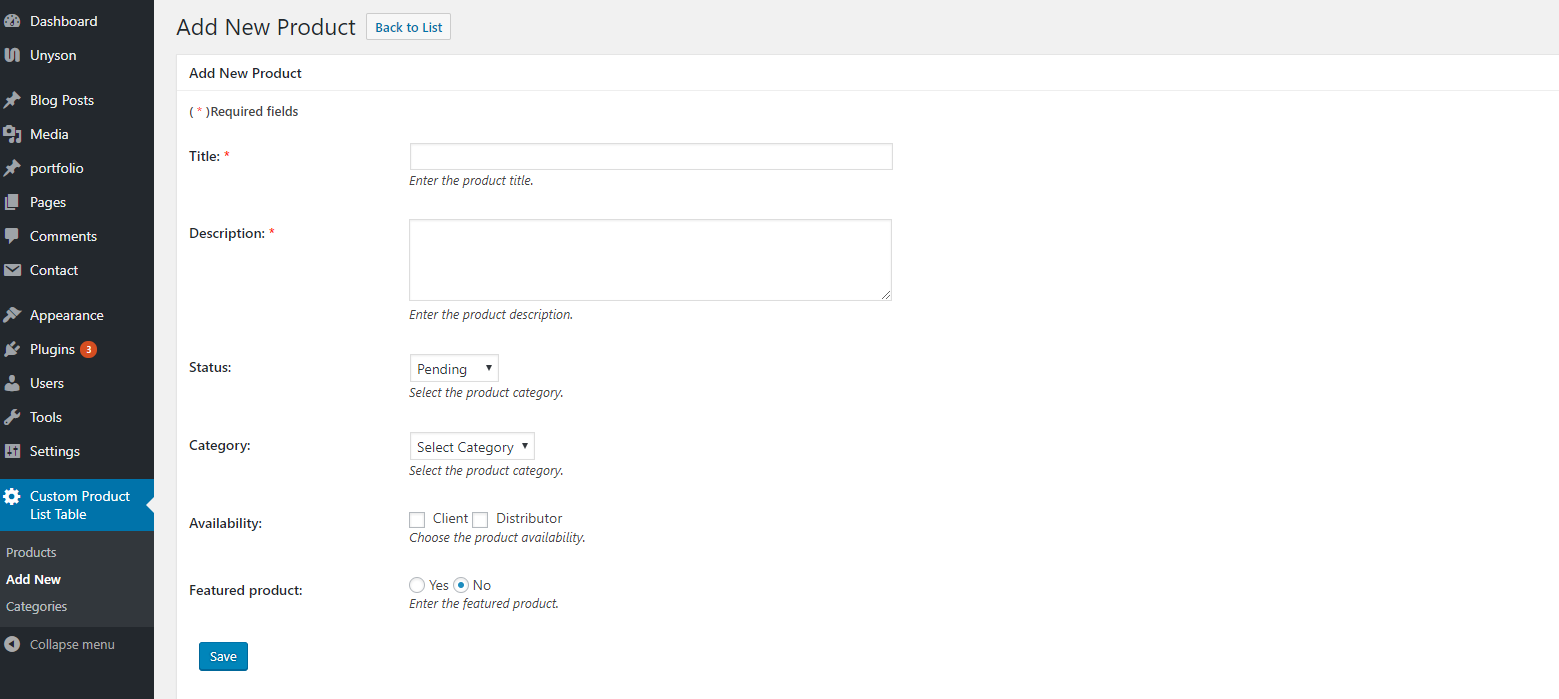 Dashboard
Unyson
Blog Posts
Media
portfolio
Pages
Comments
Contact
Appearance
Plugins 3
Users
Tools
Settings
Custom Product
List Table
Products
Add New
Categories
Collapse menu
Add New Product Back to List
Add New Product
( * )Required fields
Title: *
Enter the product title.
Description: *
Enter the product description.
Status: Pending
Select the product category.
Category: Select Category
Select the product category.
Availability: Client Distributor
Choose the product availability.
Featured product: Yes No
Enter the featured product.
Save